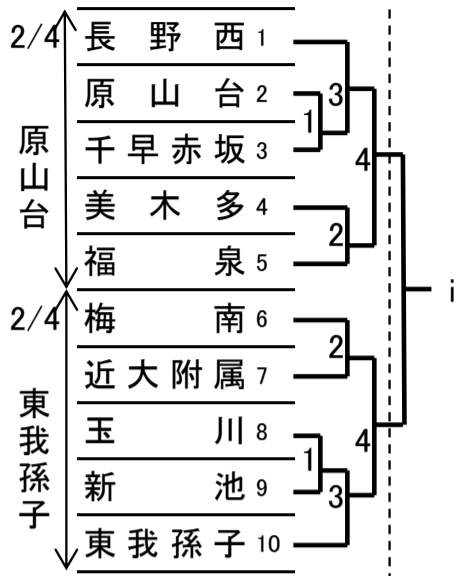 2/4
原山台
長野西 1
原山台 2
千早赤坂 3
美木多 4
福泉 5
1
3
2
4
i
2/4
東我孫子
梅南 6
近大附属 7
玉川 8
新池 9
東我孫子 10
2
1
3
4